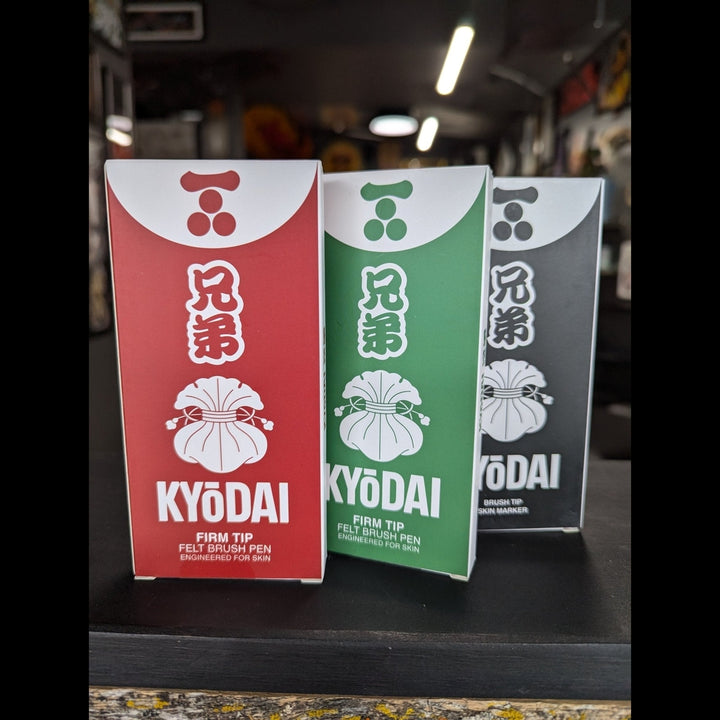 兄弟
KYōDAI
FIRM TIP
FELT BRUSH PEN
ENGINEERED FOR SKIN
兄弟
KYōDAI
FIRM TIP
FELT BRUSH PEN
ENGINEERED FOR SKIN
兄弟
YōDAI
BRUSH TIP
SKIN MARKER